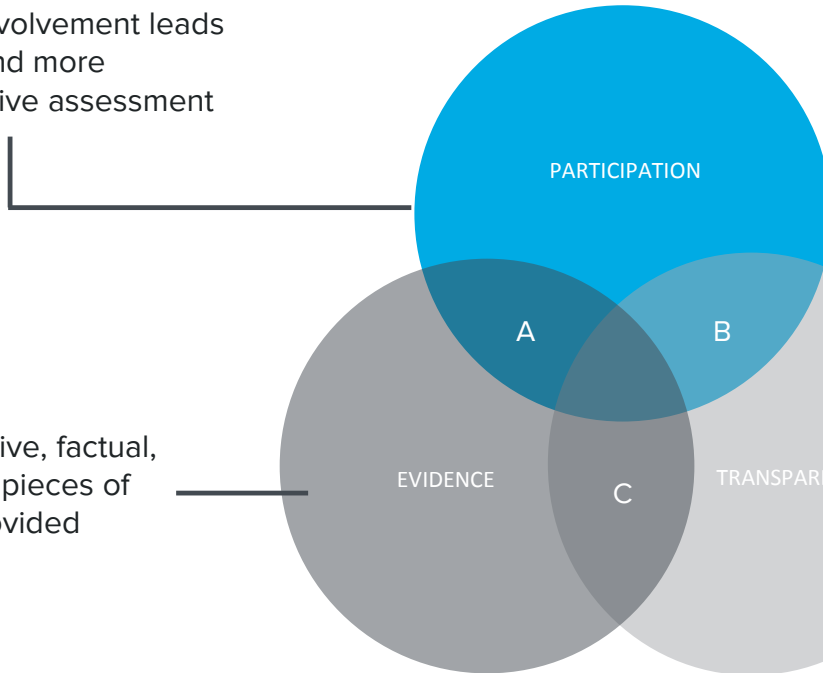 volvement leads
nd more
ive assessment
PARTICIPATION
A
B
ive, factual,
pieces of
ovided
EVIDENCE
C
TRANSPAR